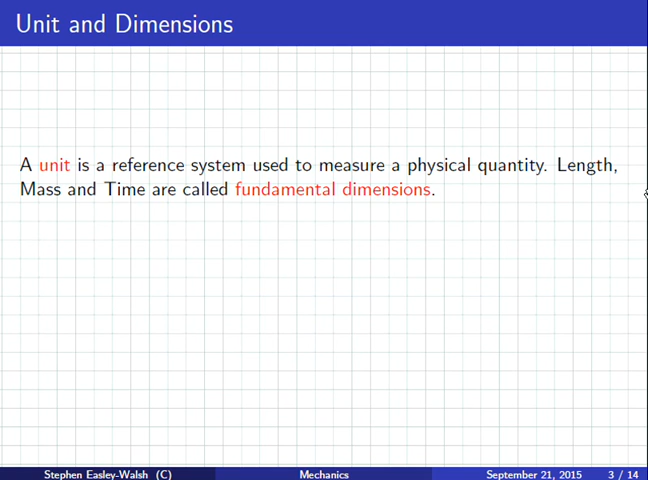 Unit and Dimensions
A unit is a reference system used to measure a physical quantity. Length,
Mass and Time are called fundamental dimensions.
Stephen Easley-Walsh (C) Mechanics September 21, 2015 3 / 14